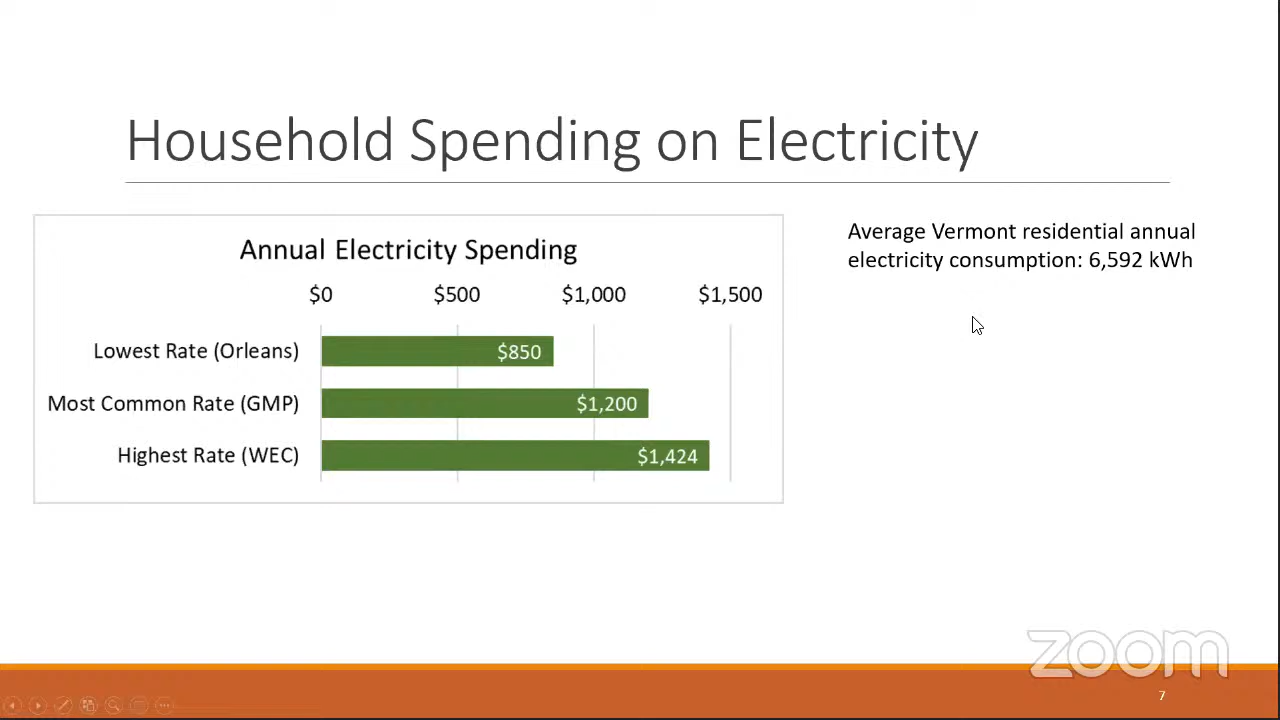 Household Spending on Electricity
Annual Electricity Spending
$0 $500 $1,000 $1,500
Lowest Rate (Orleans) $850
Most Common Rate (GMP) $1,200
Highest Rate (WEC) $1,424
Average Vermont residential annual
electricity consumption: 6,592 kWh
zoom
7